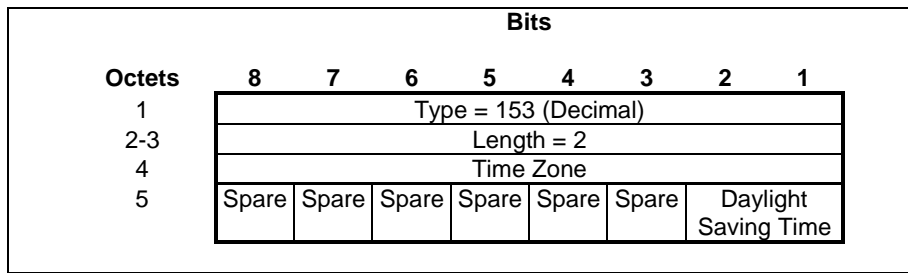 Bits
Octets 8 7 6 5 4 3 2 1
1 Type = 153 (Decimal)
2-3 Length = 2
4 Time Zone
5 Spare Spare Spare Spare Spare Spare Daylight
Saving Time